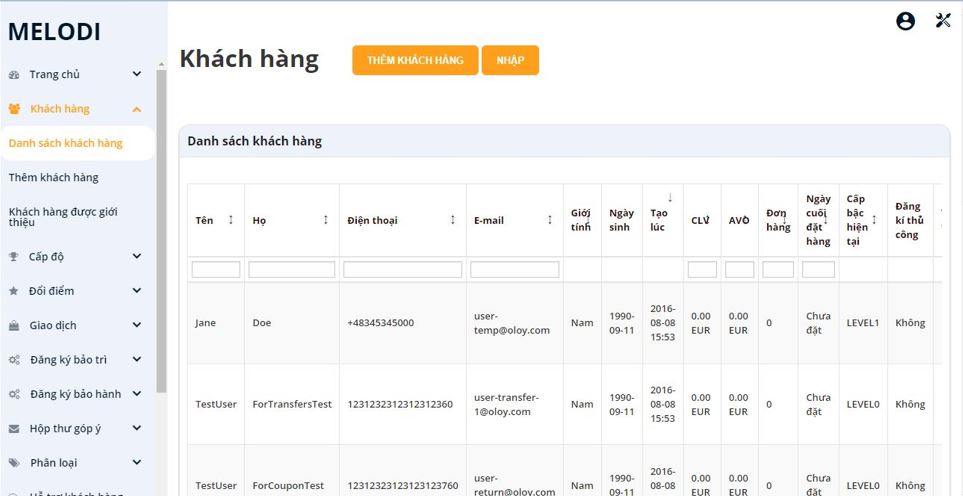 MELODI
Trang chủ
Khách hàng
Danh sách khách hàng
Thêm khách hàng
Khách hàng được giới
thiệu
Cấp độ
Đổi điểm
Giao dịch
Đăng ký bảo trì
Đăng ký bảo hành
Hộp thư góp ý
Phân loại
Hỗ trợ khách hàng
Khách hàng
THÊM KHÁCH HÀNG
NHẬP
Danh sách khách hàng
Tên
Họ
Điện thoại
E-mail
Giới
tính
Ngày
sinh
Tạo
lúc
CLV
AVO
Đơn
hàng
Ngày
cuối
đặt
hàng
Cấp
bậc
hiện
tại
Đăng
kí thủ
công
Jane
Doe
+48345345000
user-
temp@oloy.com
Nam
1990-
09-11
2016-
08-08
15:53
0.00
EUR
0.00
EUR
0
Chưa
đặt
LEVEL1
Không
TestUser
ForTransfersTest
1231232312312312360
user-transfer-
1@oloy.com
Nam
1990-
09-11
2016-
08-08
15:53
0.00
EUR
0.00
EUR
0
Chưa
đặt
LEVEL0
Không
TestUser
ForCouponTest
12312323123123123760
user-
return@oloy.com
Nam
1990-
09-11
2016-
08-08
0.00
EUR
0.00
EUR
0
Chưa
đặt
LEVEL0
Không